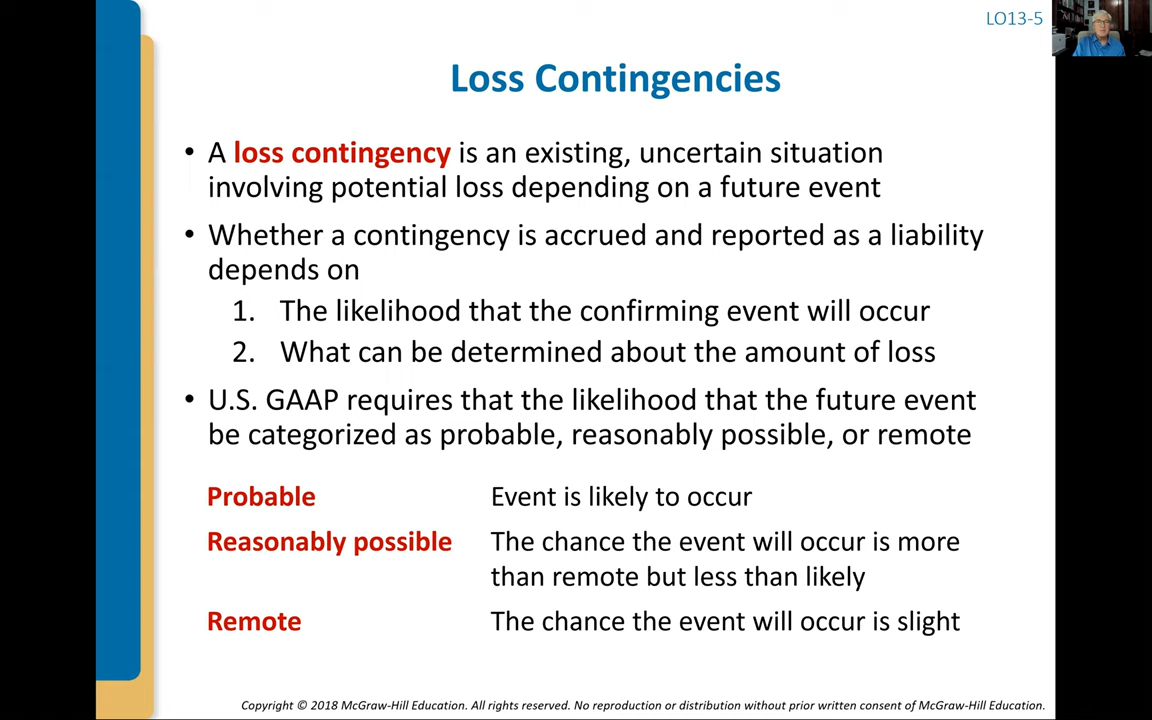 LO13-5
Loss Contingencies
• A loss contingency is an existing, uncertain situation
involving potential loss depending on a future event
• Whether a contingency is accrued and reported as a liability
depends on
1. The likelihood that the confirming event will occur
2. What can be determined about the amount of loss
• U.S. GAAP requires that the likelihood that the future event
be categorized as probable, reasonably possible, or remote
Probable Event is likely to occur
Reasonably possible The chance the event will occur is more
than remote but less than likely
Remote The chance the event will occur is slight
Copyright © 2018 McGraw-Hill Education. All rights reserved. No reproduction or distribution without prior written consent of McGraw-Hill Education.